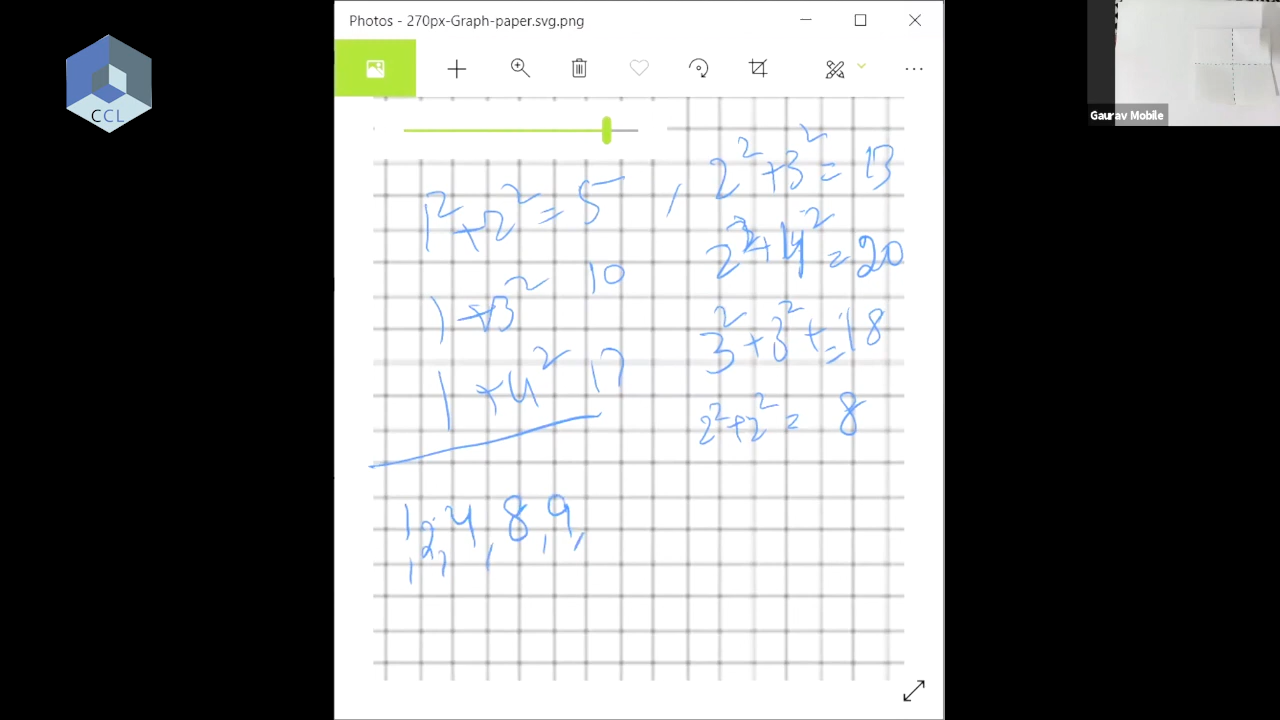 Photos - 270px-Graph-paper.svg.png
CCL
Gaurav Mobile
1² + 2² = 5 ,
1 + 3² 10
1 + 4² 17
1, 2, 4, 8, 9,
2² + 3² = 13
2² + 4² = 20
3² + 3² + = 18
2² + 2² = 8